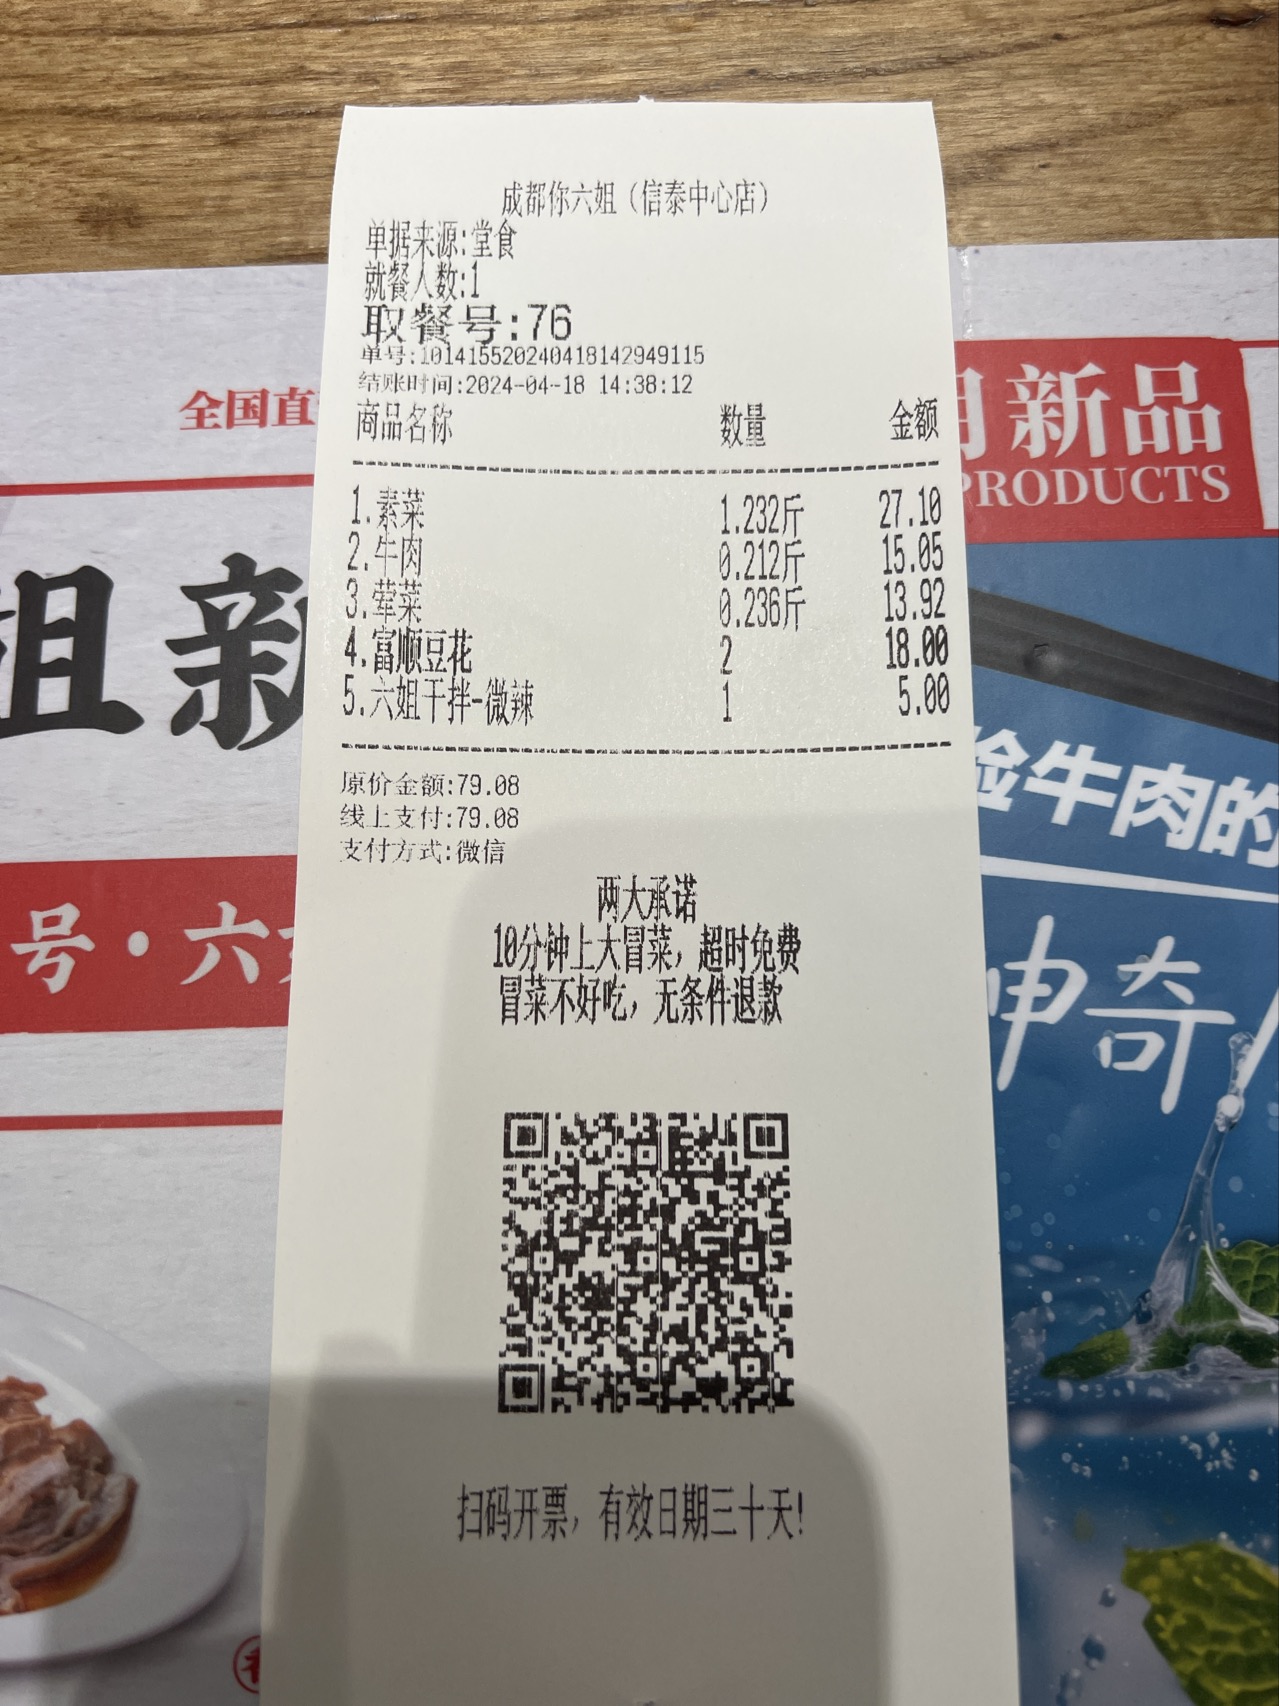 成都你六姐（信泰中心店）
单据来源:堂食
就餐人数:1
取餐号:76
单号:101415520240418142949115
结账时间:2024-04-18 14:38:12
商品名称 数量 金额
1.素菜 1.232斤 27.10
2.牛肉 0.212斤 15.05
3.荤菜 0.236斤 13.92
4.富顺豆花 2 18.00
5.六姐干拌-微辣 1 5.00
原价金额:79.08
线上支付:79.08
支付方式:微信
两大承诺
10分钟上大冒菜，超时免费
冒菜不好吃，无条件退款
扫码开票，有效日期三十天!
全国直
姐 新
号·六
新品
PRODUCTS
牛肉的
神奇